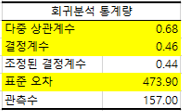 회귀분석 통계량
다중 상관계수 0.68
결정계수 0.46
조정된 결정계수 0.44
표준 오차 473.90
관측수 157.00